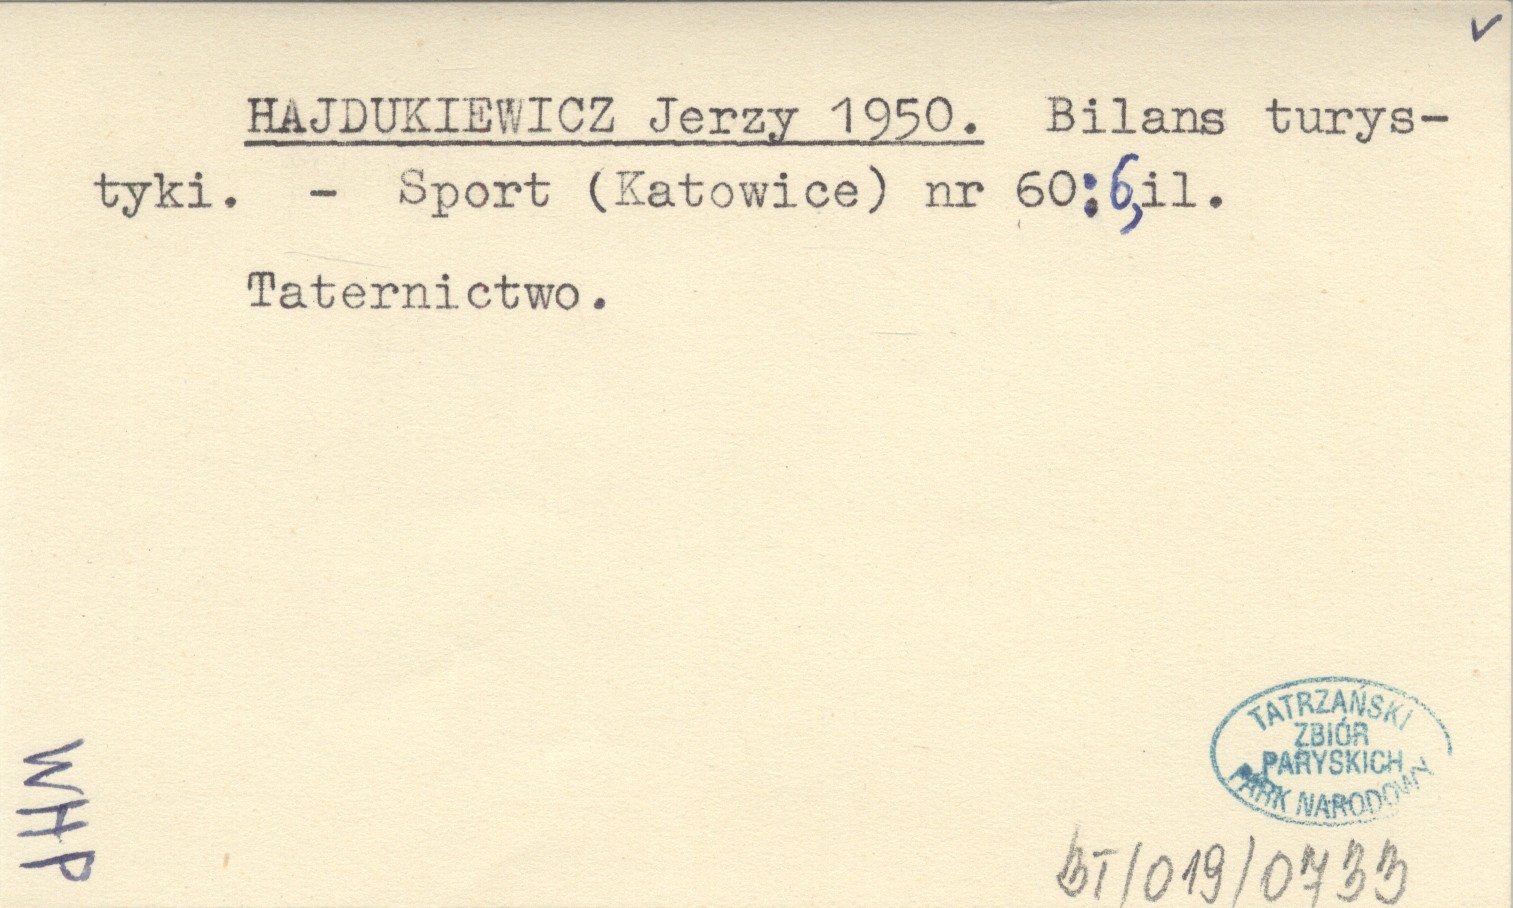 ✓
HAJDUKIEWICZ Jerzy 1950. Bilans turys-
tyki. - Sport (Katowice) nr 60:6,il.
Taternictwo.
TATRZAŃSKI
ZBIÓR
PARYSKICH
PARK NARODOWY
WHP
BT/019/0733